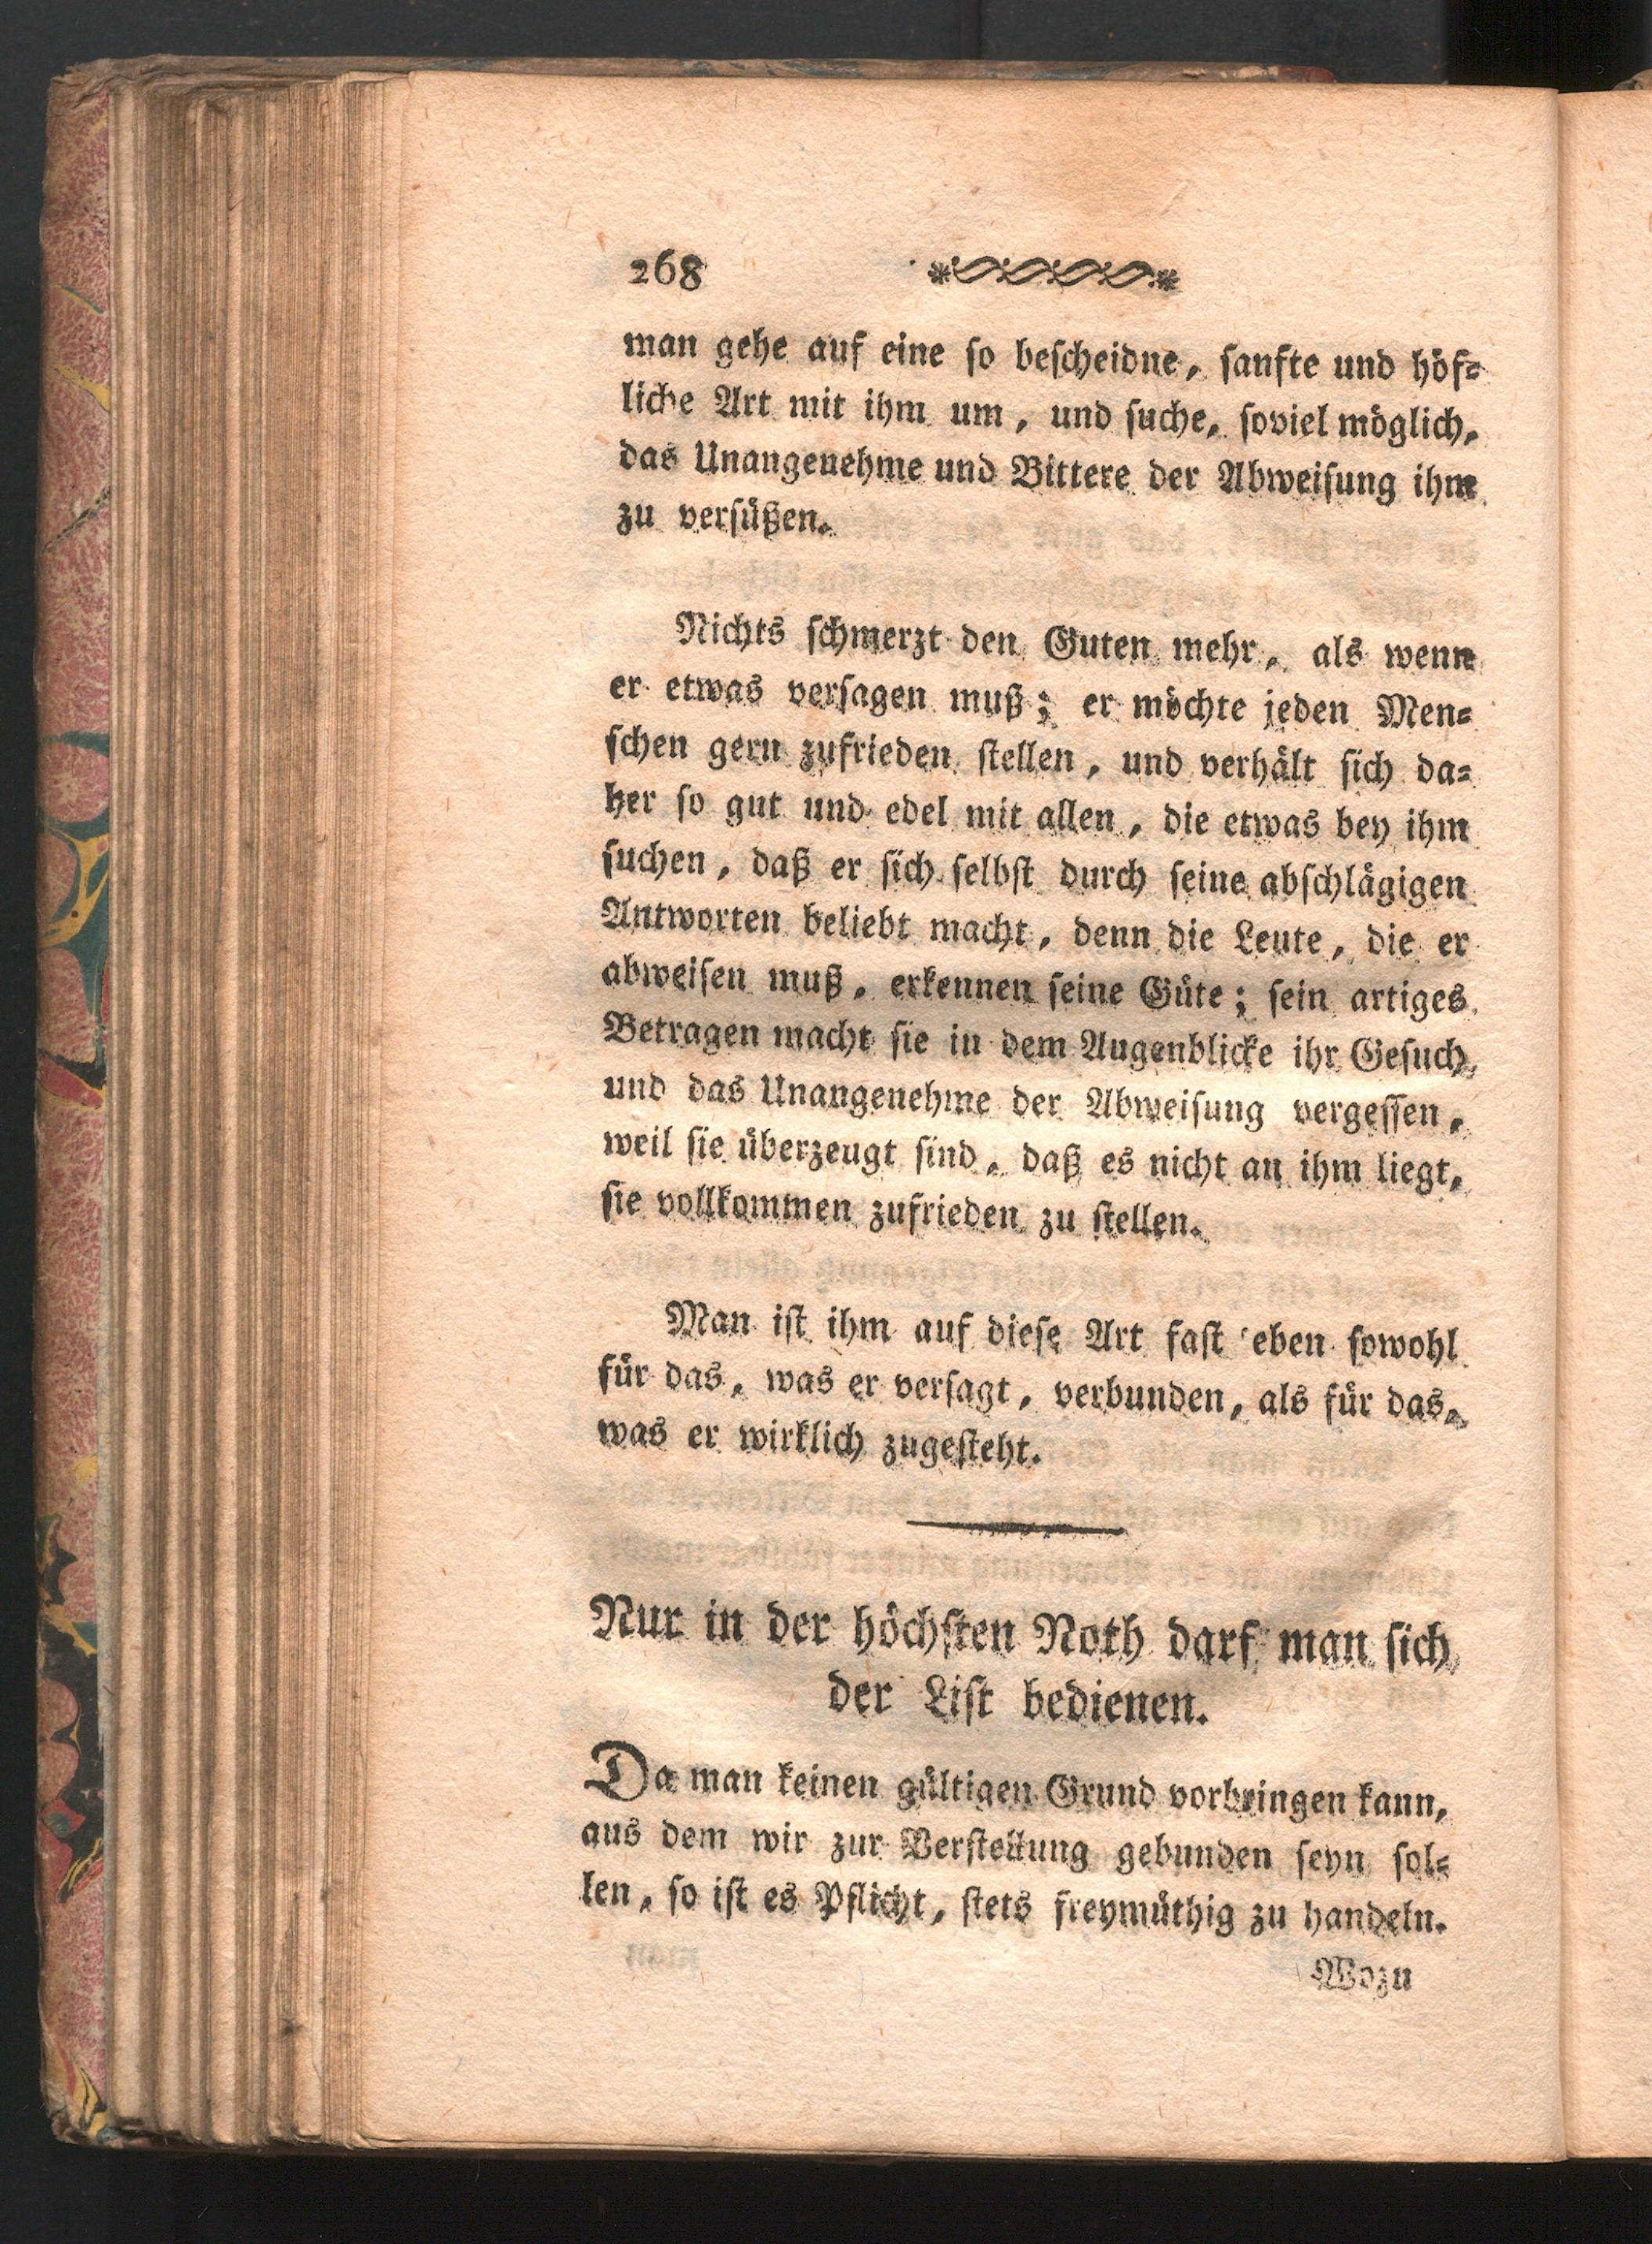 268
man gehe auf eine so bescheidne, sanfte und höf=
liche Art mit ihm um, und suche, soviel möglich,
das Unangenehme und Bittere der Abweisung ihm
zu versüßen.
Nichts schmerzt den Guten mehr, als wenn
er etwas versagen muß; er möchte jeden Men=
schen gern zufrieden stellen, und verhält sich da=
her so gut und edel mit allen, die etwas bey ihm
suchen, daß er sich selbst durch seine abschlägigen
Antworten beliebt macht, denn die Leute, die er
abweisen muß, erkennen seine Güte; sein artiges
Betragen macht sie in dem Augenblicke ihr Gesuch,
und das Unangenehme der Abweisung vergessen,
weil sie überzeugt sind, daß es nicht an ihm liegt,
sie vollkommen zufrieden zu stellen.
Man ist ihm auf diese Art fast eben sowohl
für das, was er versagt, verbunden, als für das,
was er wirklich zugesteht.
Nur in der höchsten Noth darf man sich
der List bedienen.
Da man keinen gültigen Grund vorbringen kann,
aus dem wir zur Verstellung gebunden seyn sol=
len, so ist es Pflicht, stets freymüthig zu handeln.
Wozu